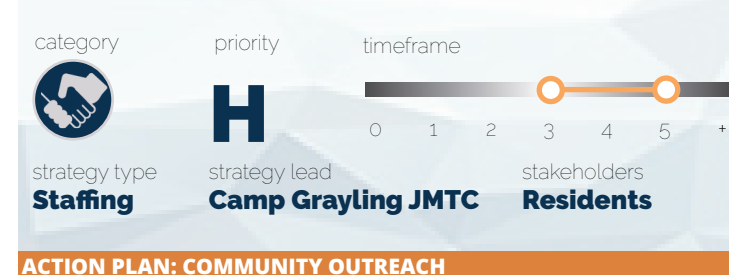 category priority timeframe
H
0 1 2 3 4 5 +
strategy type strategy lead stakeholders
Staffing Camp Grayling JMTC Residents
ACTION PLAN: COMMUNITY OUTREACH